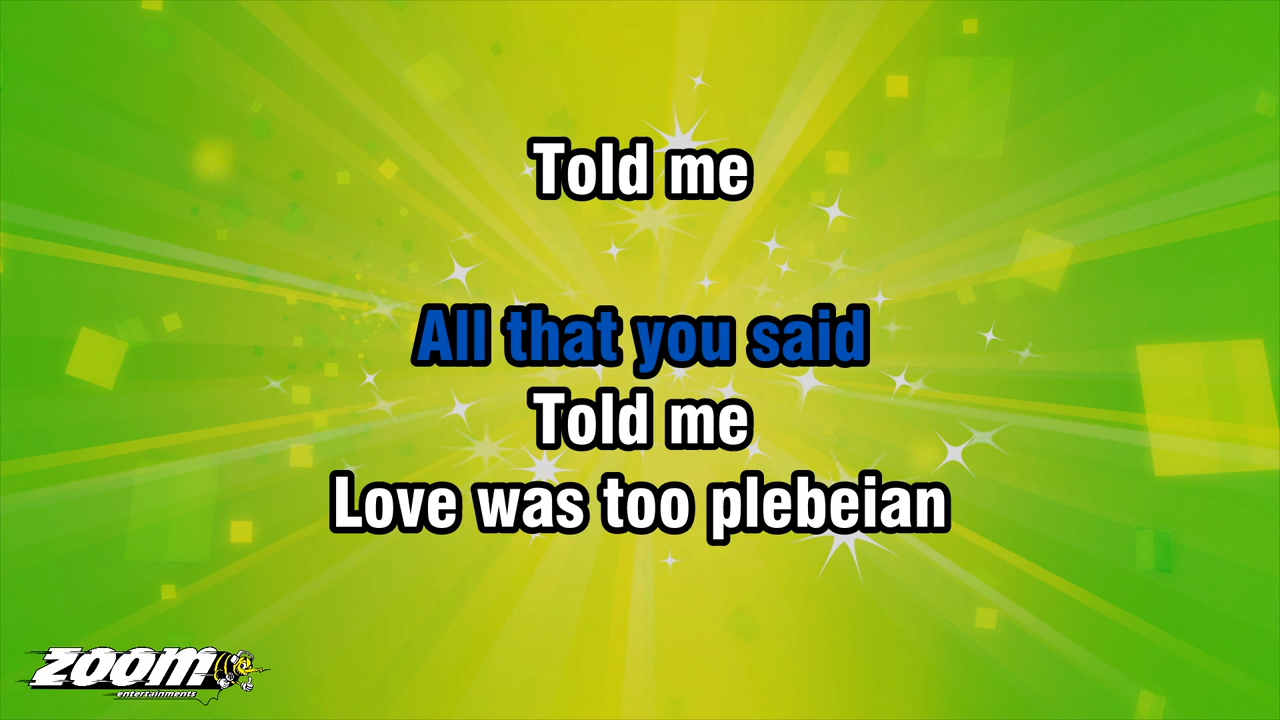 Told me
All that you said
Told me
Love was too plebeian
zoom
entertainments